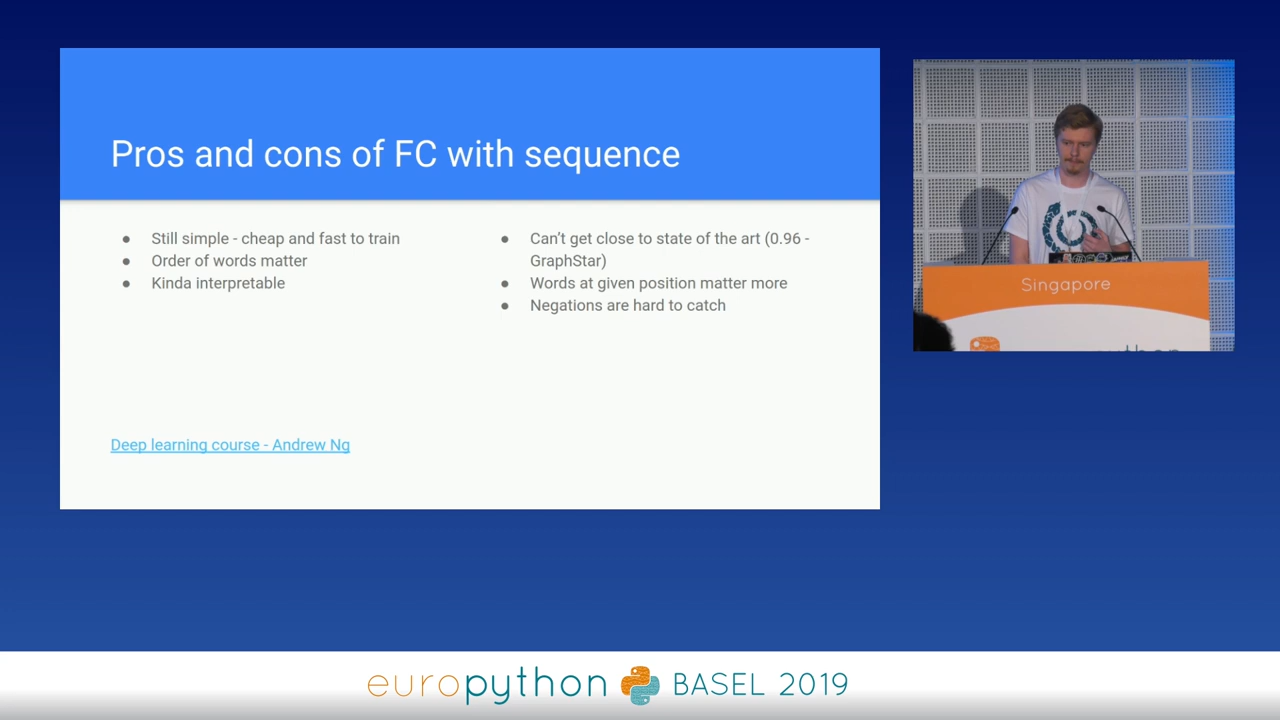 Pros and cons of FC with sequence
● Still simple - cheap and fast to train
● Order of words matter
● Kinda interpretable
● Can't get close to state of the art (0.96 -
GraphStar)
● Words at given position matter more
● Negations are hard to catch
Deep learning course - Andrew Ng
Singapore
europython BASEL 2019